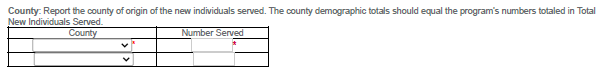 County: Report the county of origin of the new individuals served. The county demographic totals should equal the program's numbers totaled in Total
New Individuals Served.
County Number Served
* *